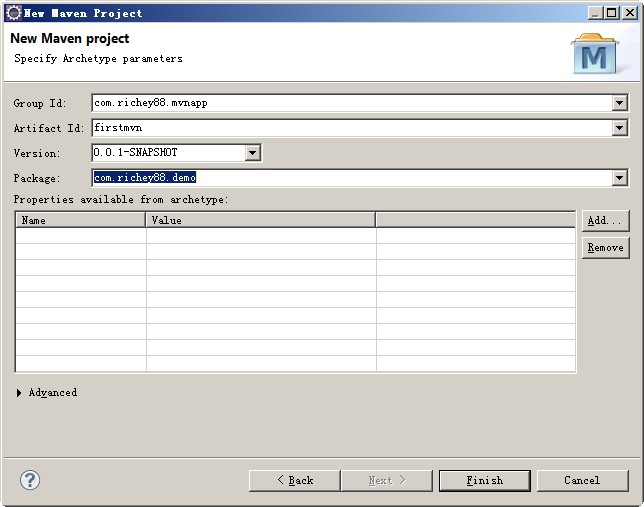 New Maven Project
New Maven project
Specify Archetype parameters
M
Group Id: com.richey88.mvnapp
Artifact Id: firstmvn
Version: 0.0.1-SNAPSHOT
Package: com.richey88.demo
Properties available from archetype:
Name Value
Add...
Remove
Advanced
? < Back Next > Finish Cancel